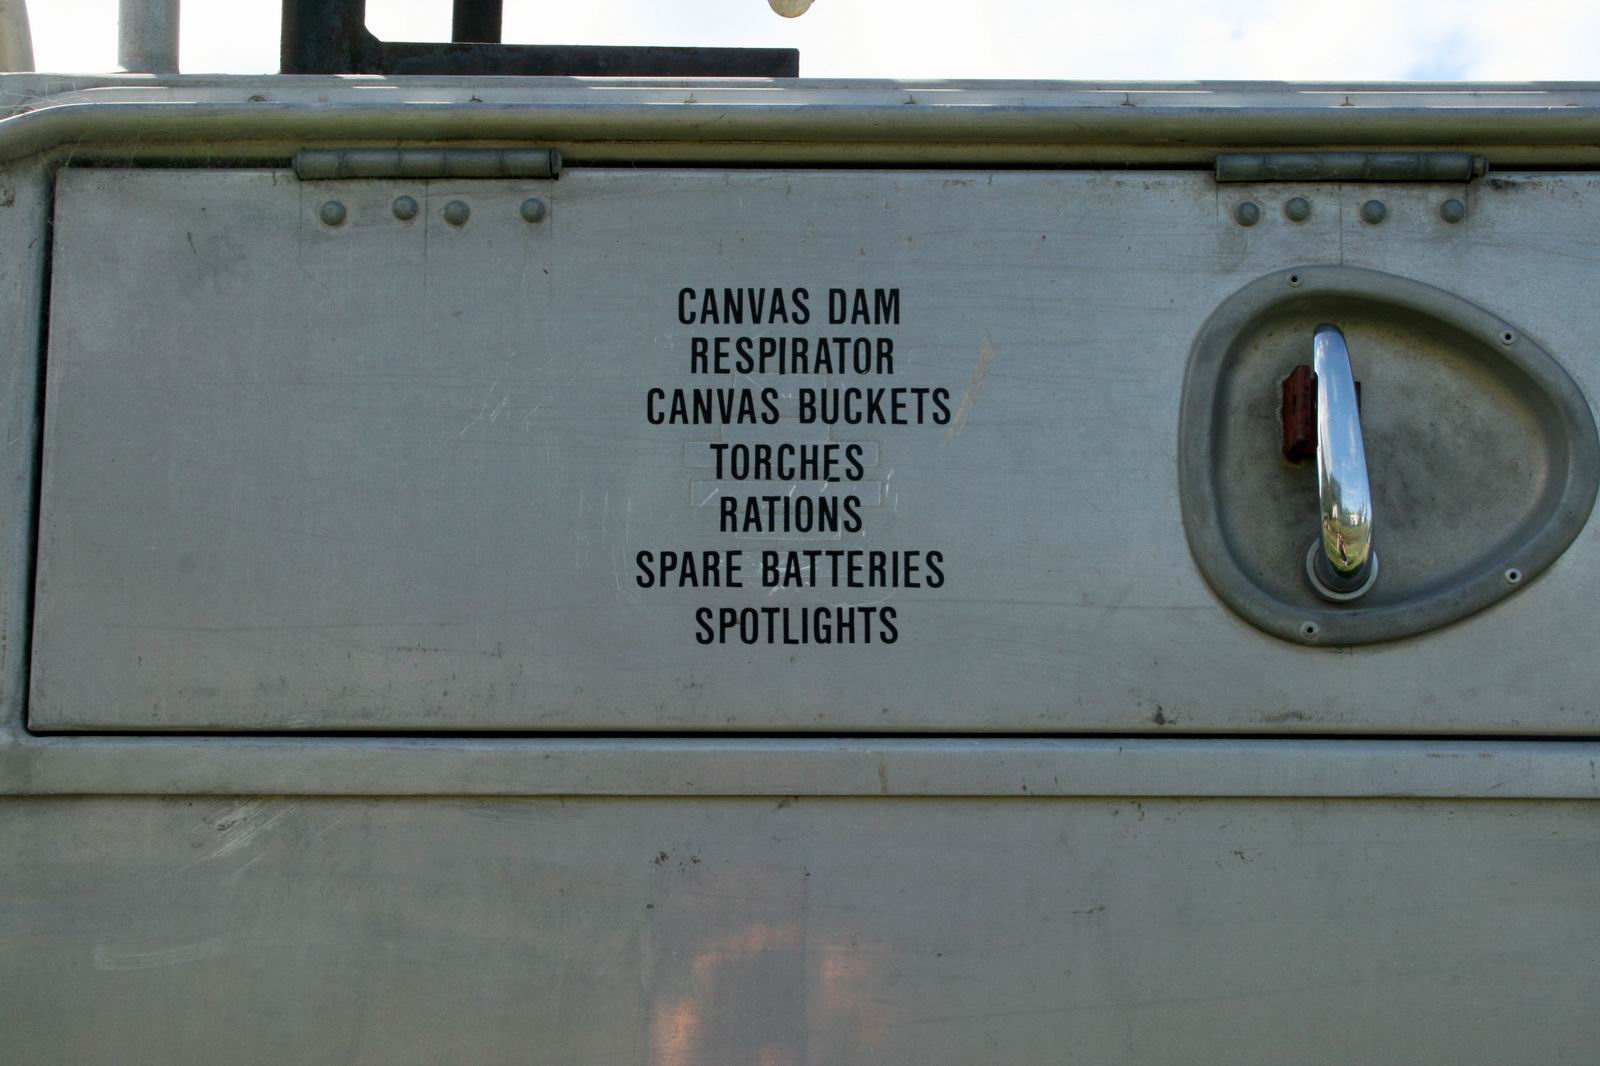 CANVAS DAM
RESPIRATOR
CANVAS BUCKETS
TORCHES
RATIONS
SPARE BATTERIES
SPOTLIGHTS